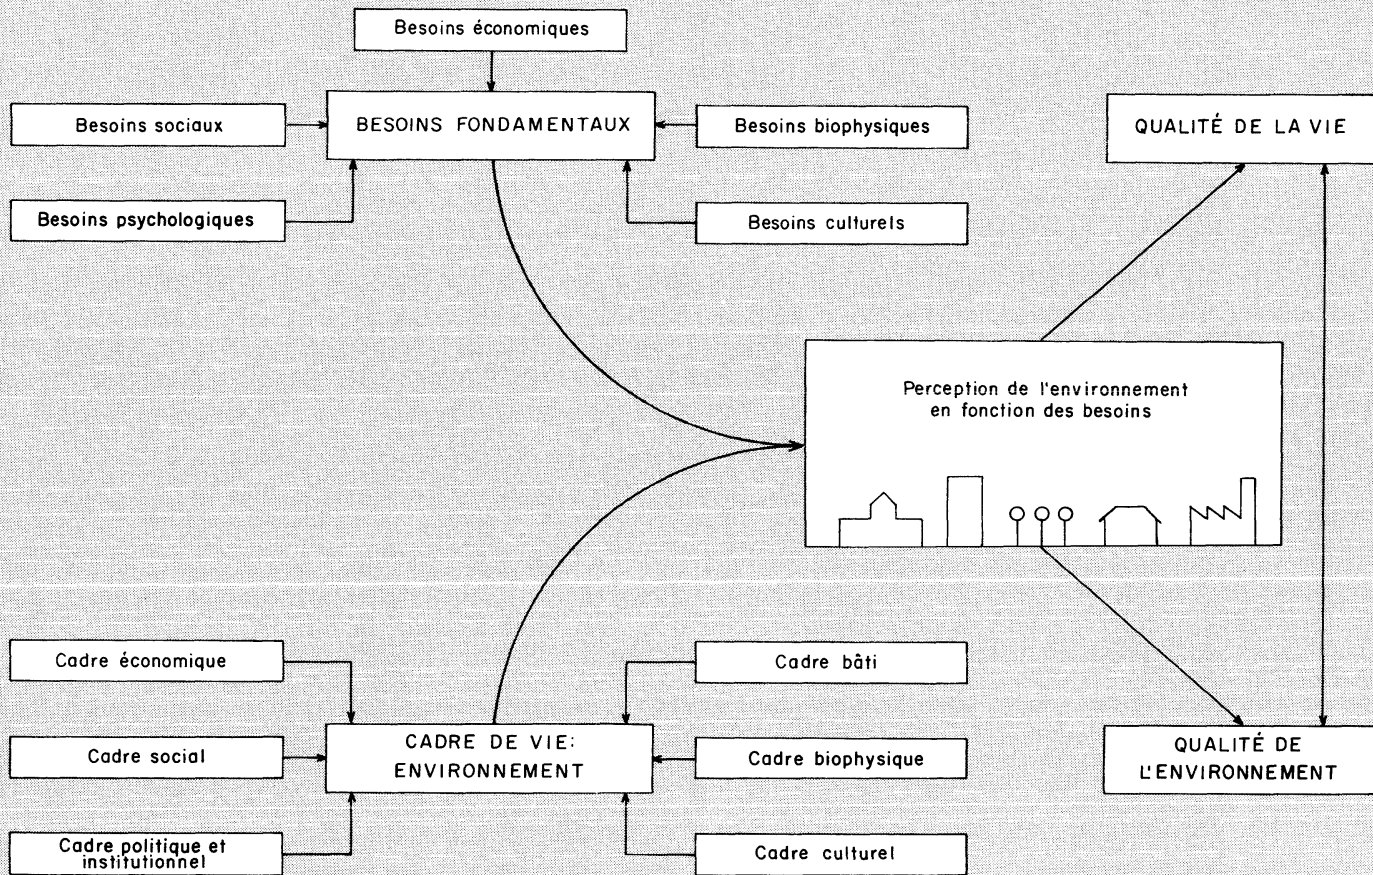 Besoins économiques
Besoins sociaux
BESOINS FONDAMENTAUX
Besoins biophysiques
QUALITÉ DE LA VIE
Besoins psychologiques
Besoins culturels
Perception de l'environnement
en fonction des besoins
Cadre économique
Cadre bâti
Cadre social
CADRE DE VIE:
ENVIRONNEMENT
Cadre biophysique
QUALITÉ DE
L'ENVIRONNEMENT
Cadre politique et
institutionnel
Cadre culturel